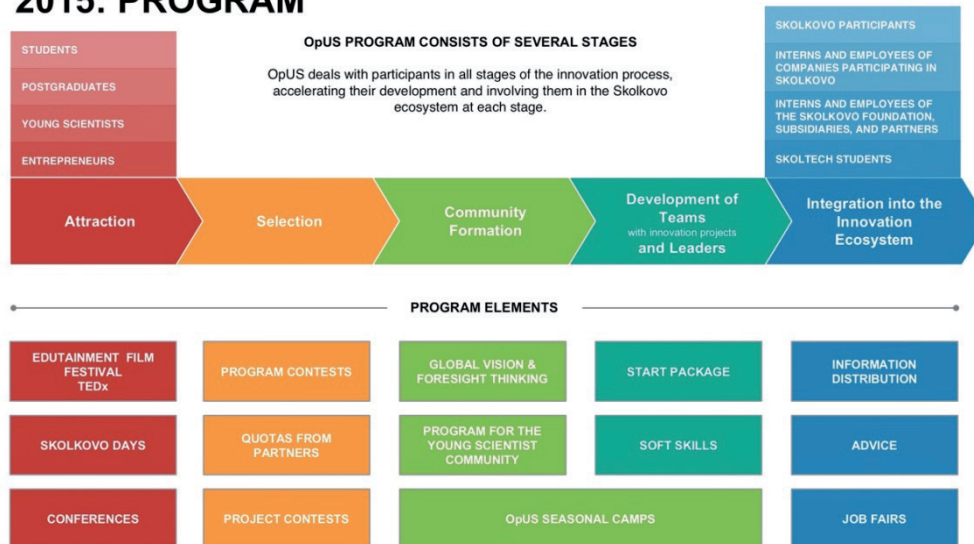 2015: PROGRAM
STUDENTS
POSTGRADUATES
YOUNG SCIENTISTS
ENTREPRENEURS
OpUS PROGRAM CONSISTS OF SEVERAL STAGES
OpUS deals with participants in all stages of the innovation process,
accelerating their development and involving them in the Skolkovo
ecosystem at each stage.
SKOLKOVO PARTICIPANTS
INTERNS AND EMPLOYEES OF
COMPANIES PARTICIPATING IN
SKOLKOVO
INTERNS AND EMPLOYEES OF
THE SKOLKOVO FOUNDATION,
SUBSIDIARIES, AND PARTNERS
SKOLTECH STUDENTS
Attraction
Selection
Community
Formation
Development of
Teams
with innovation projects
and Leaders
Integration into the
Innovation
Ecosystem
PROGRAM ELEMENTS
EDUTAINMENT FILM
FESTIVAL
TEDx
PROGRAM CONTESTS
GLOBAL VISION &
FORESIGHT THINKING
START PACKAGE
INFORMATION
DISTRIBUTION
SKOLKOVO DAYS
QUOTAS FROM
PARTNERS
PROGRAM FOR THE
YOUNG SCIENTIST
COMMUNITY
SOFT SKILLS
ADVICE
CONFERENCES
PROJECT CONTESTS
OpUS SEASONAL CAMPS
JOB FAIRS